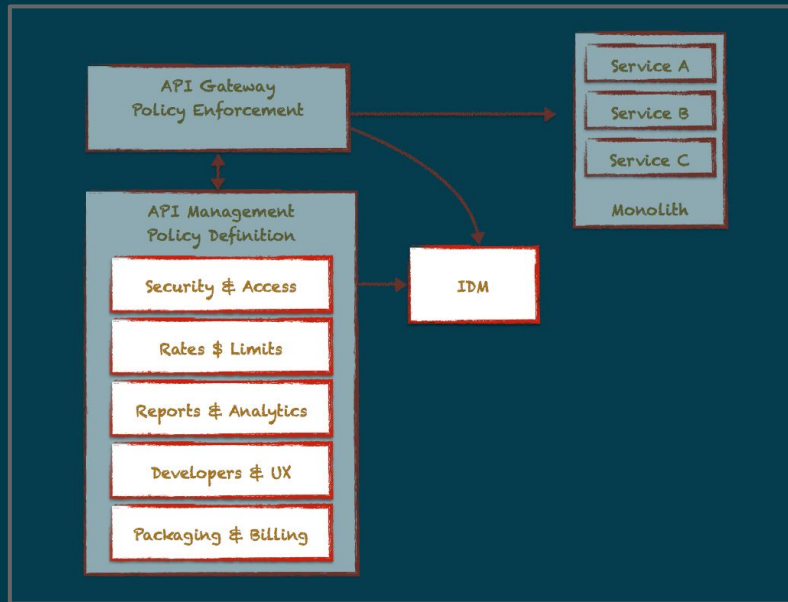 API Gateway
Policy Enforcement
Service A
Service B
Service C
Monolith
API Management
Policy Definition
Security & Access
Rates $ Limits
Reports & Analytics
Developers & UX
Packaging & Billing
IDM